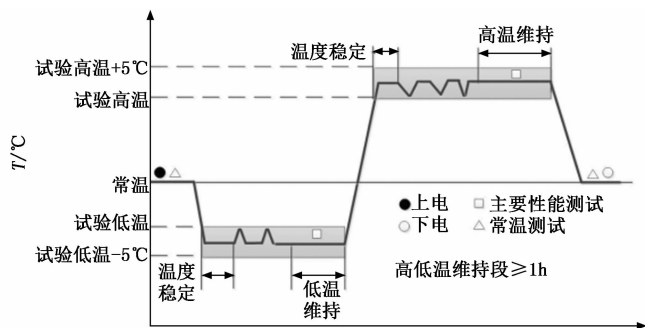 温度稳定
高温维持
试验高温+5℃
试验高温
T/℃
常温
●上电 □主要性能测试
○下电 △常温测试
试验低温
试验低温−5℃
温度
稳定
低温
维持
高低温维持段≥1h